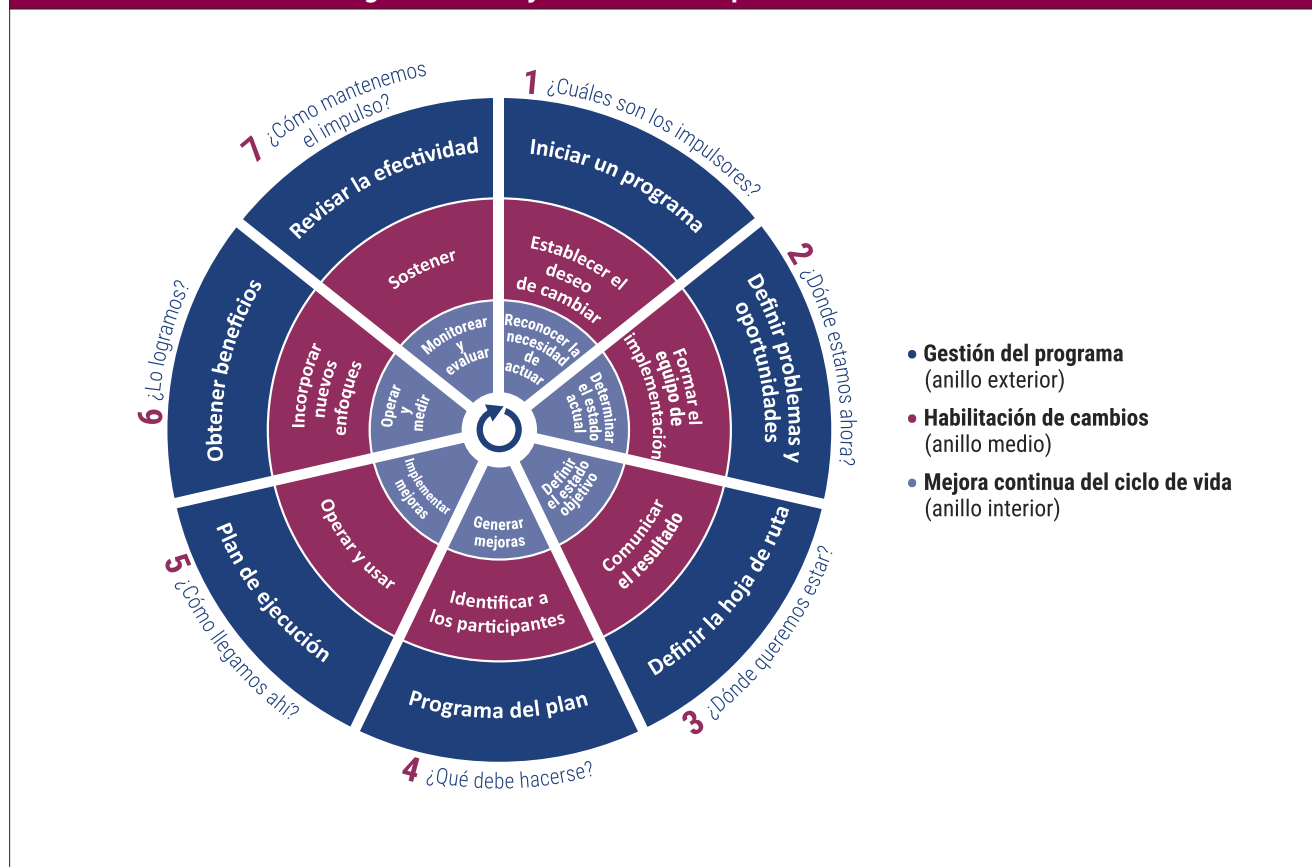 1 ¿Cuáles son los impulsores?
Iniciar un programa
Establecer el
deseo
de cambiar
Reconocer la
necesidad
de
actuar
2 ¿Dónde estamos ahora?
Definir problemas y
oportunidades
Formar el
equipo de
implementación
Determinar
el estado
actual
3 ¿Dónde queremos estar?
Definir la hoja de ruta
Comunicar
el resultado
Definir
el estado
objetivo
4 ¿Qué debe hacerse?
Programa del plan
Identificar a
los participantes
Generar
mejoras
5 ¿Cómo llegamos ahí?
Plan de ejecución
Operar y usar
Implementar
mejoras
6 ¿Lo logramos?
Obtener beneficios
Incorporar
nuevos
enfoques
Operar
y
medir
7 ¿Cómo mantenemos
el impulso?
Revisar la efectividad
Sostener
Monitorear
y
evaluar
• Gestión del programa
(anillo exterior)
• Habilitación de cambios
(anillo medio)
• Mejora continua del ciclo de vida
(anillo interior)